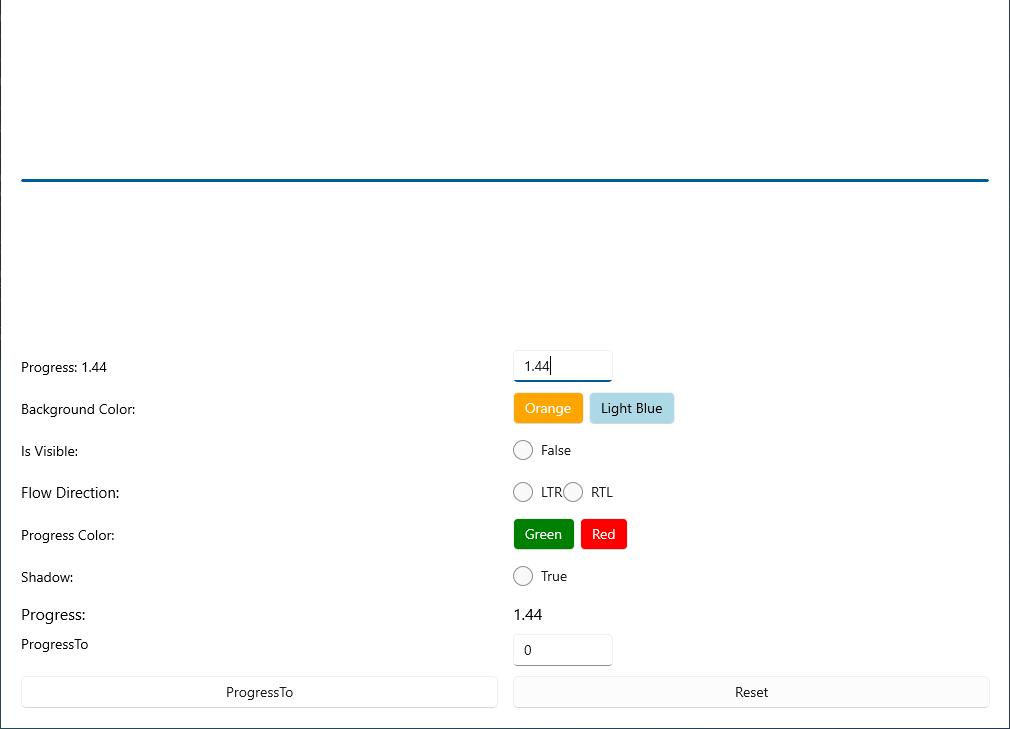 Progress: 1.44 1.44
Background Color: Orange Light Blue
Is Visible: False
Flow Direction: LTR RTL
Progress Color: Green Red
Shadow: True
Progress: 1.44
ProgressTo 0
ProgressTo Reset